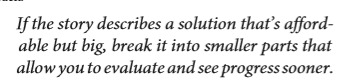 If the story describes a solution that’s afford-
able but big, break it into smaller parts that
allow you to evaluate and see progress sooner.